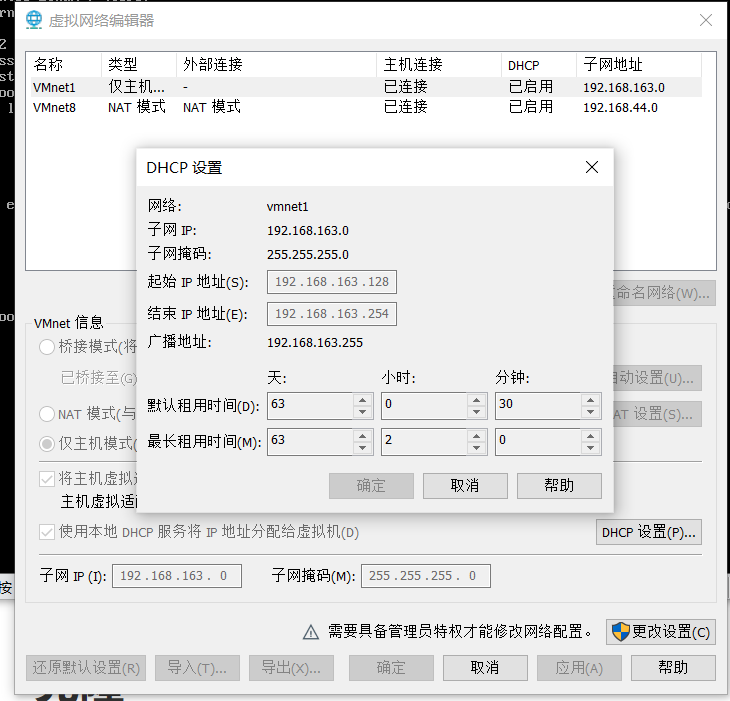 虚拟网络编辑器
名称 类型 外部连接 主机连接 DHCP 子网地址
VMnet1 仅主机... - 已连接 已启用 192.168.163.0
VMnet8 NAT 模式 NAT 模式 已连接 已启用 192.168.44.0
DHCP 设置
网络: vmnet1
子网 IP: 192.168.163.0
子网掩码: 255.255.255.0
起始 IP 地址(S): 192.168.163.128
结束 IP 地址(E): 192.168.163.254
广播地址: 192.168.163.255
天: 小时: 分钟:
默认租用时间(D): 63 0 30
最长租用时间(M): 63 2 0
确定 取消 帮助
命名网络(W)...
VMnet 信息
桥接模式(将
已桥接至(G)
自动设置(U)...
NAT 模式(与
NAT 设置(S)...
仅主机模式(
将主机虚拟
主机虚拟适
使用本地 DHCP 服务将 IP 地址分配给虚拟机(D)
DHCP 设置(P)...
子网 IP (I): 192.168.163. 0 子网掩码(M): 255.255.255. 0
需要具备管理员特权才能修改网络配置。 更改设置(C)
还原默认设置(R) 导入(T)... 导出(X)... 确定 取消 应用(A) 帮助
按